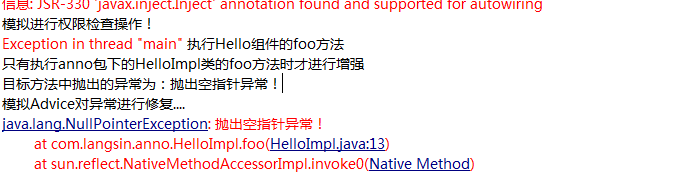 信息: JSR-330 'javax.inject.Inject' annotation found and supported for autowiring
模拟进行权限检查操作！
Exception in thread "main" 执行Hello组件的foo方法
只有执行anno包下的HelloImpl类的foo方法时才进行增强
目标方法中抛出的异常为：抛出空指针异常！
模拟Advice对异常进行修复....
java.lang.NullPointerException: 抛出空指针异常！
at com.langsin.anno.HelloImpl.foo(HelloImpl.java:13)
at sun.reflect.NativeMethodAccessorImpl.invoke0(Native Method)